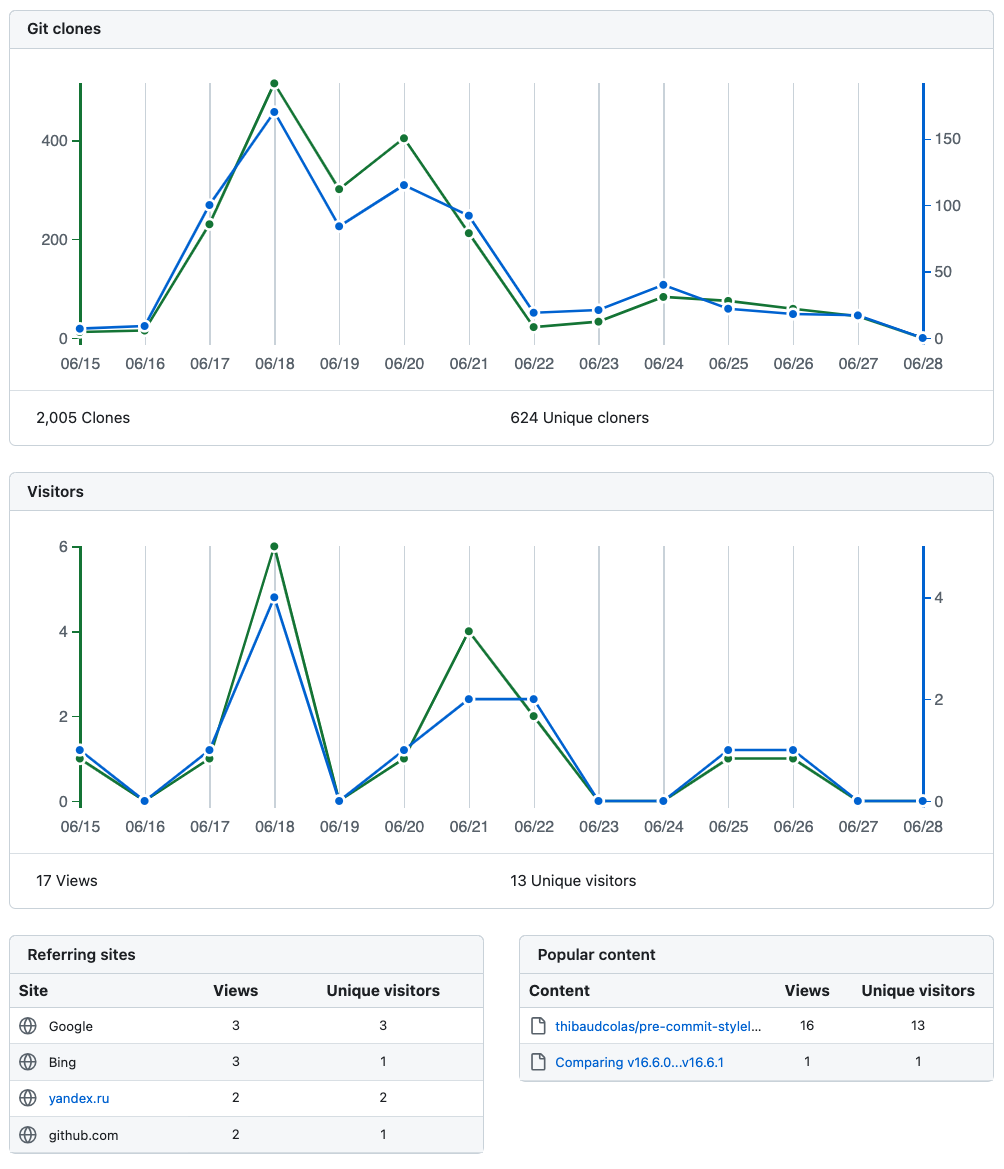 Git clones
400
200
0
150
100
50
0
06/15 06/16 06/17 06/18 06/19 06/20 06/21 06/22 06/23 06/24 06/25 06/26 06/27 06/28
2,005 Clones 624 Unique cloners
Visitors
6
4
2
0
4
2
0
06/15 06/16 06/17 06/18 06/19 06/20 06/21 06/22 06/23 06/24 06/25 06/26 06/27 06/28
17 Views 13 Unique visitors
Referring sites
Site Views Unique visitors
Google 3 3
Bing 3 1
yandex.ru 2 2
github.com 2 1
Popular content
Content Views Unique visitors
thibaudcolas/pre-commit-stylel... 16 13
Comparing v16.6.0...v16.6.1 1 1